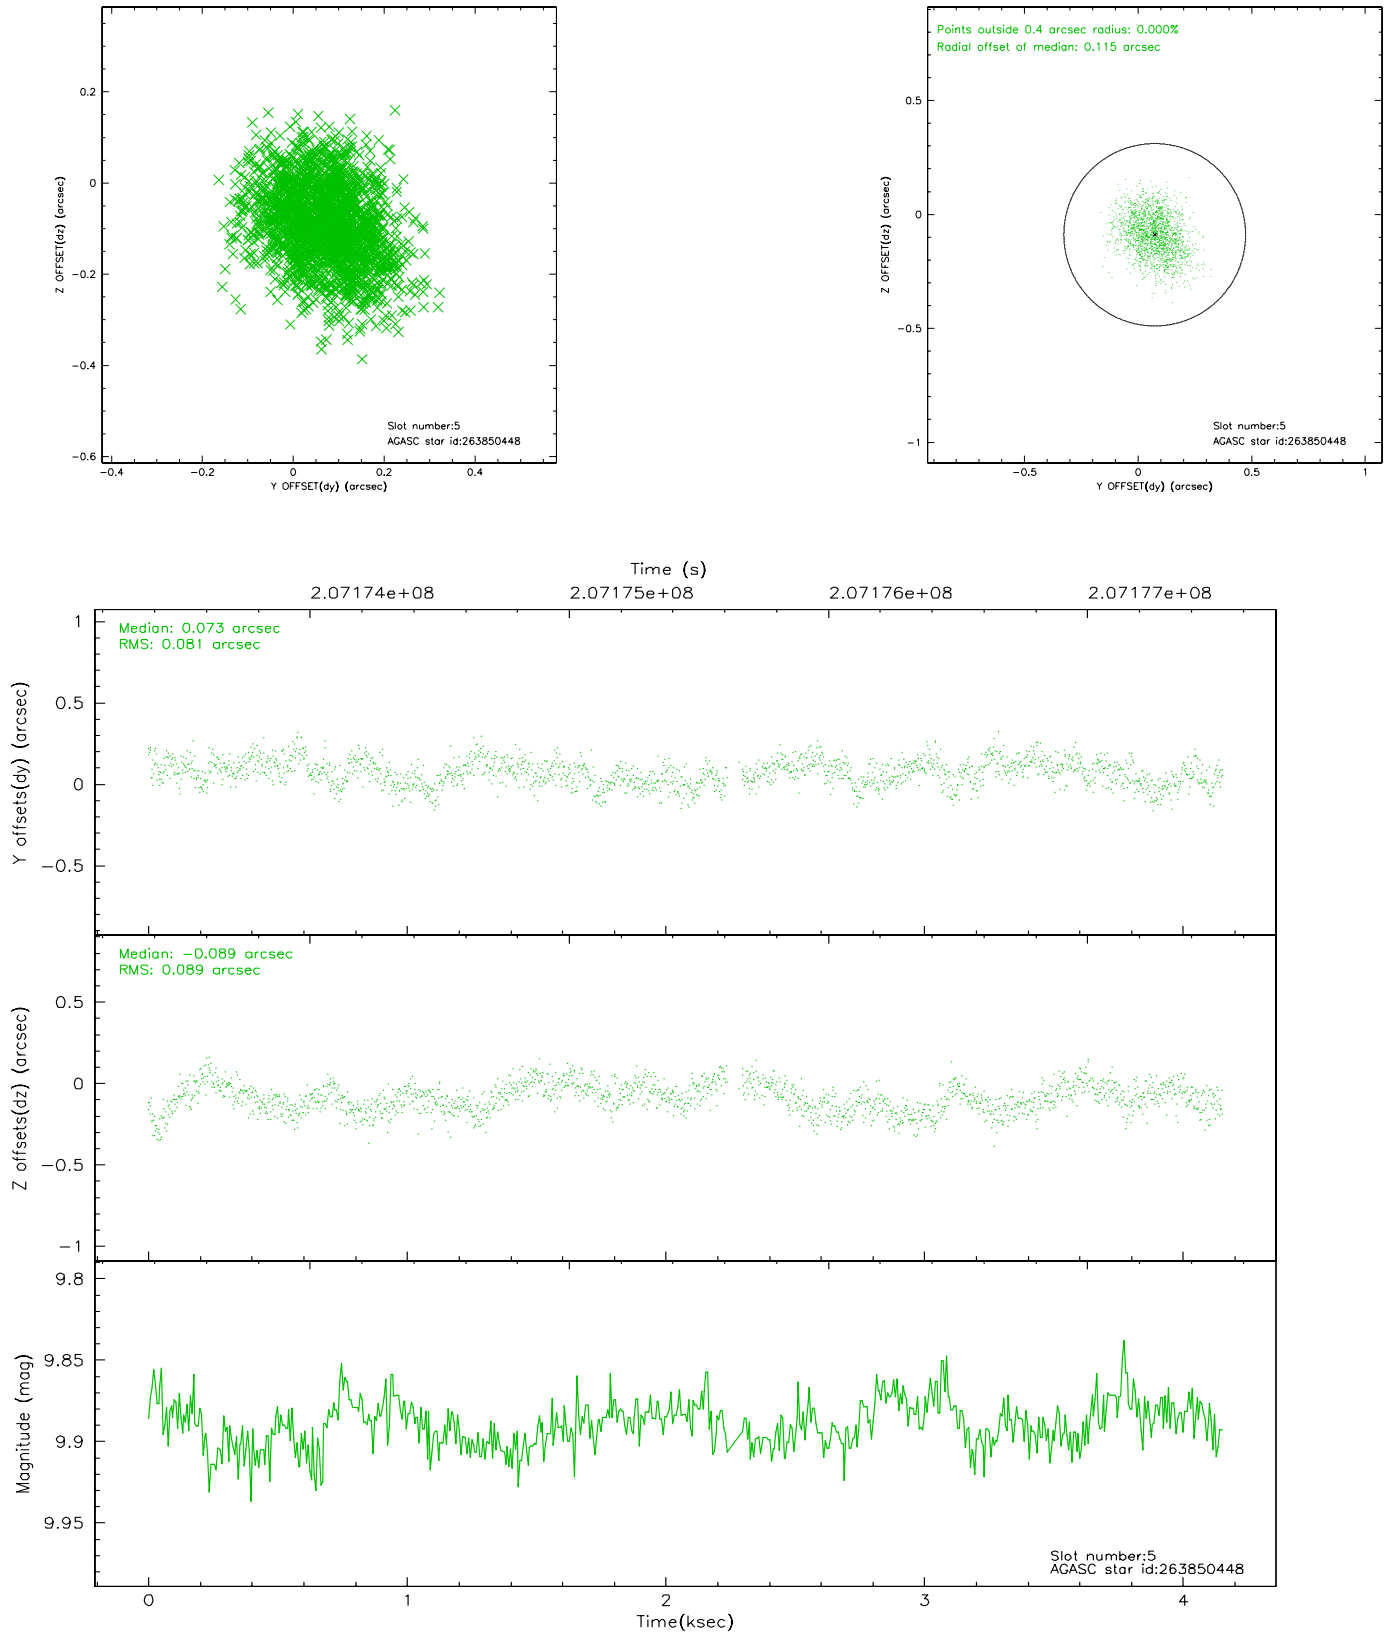 0.2
0
−0.2
−0.4
−0.6
Z OFFSET(dz) (arcsec)
−0.4 −0.2 0 0.2 0.4
Y OFFSET(dy) (arcsec)
Slot number:5
AGASC star id:263850448
Points outside 0.4 arcsec radius: 0.000%
Radial offset of median: 0.115 arcsec
0.5
0
−0.5
−1
Z OFFSET(dz) (arcsec)
−0.5 0 0.5 1
Y OFFSET(dy) (arcsec)
Slot number:5
AGASC star id:263850448
Time (s)
2.07174e+08 2.07175e+08 2.07176e+08 2.07177e+08
Median: 0.073 arcsec
RMS: 0.081 arcsec
1
0.5
0
−0.5
Y offsets(dy) (arcsec)
Median: −0.089 arcsec
RMS: 0.089 arcsec
0.5
0
−0.5
−1
Z offsets(dz) (arcsec)
9.8
9.85
9.9
9.95
Magnitude (mag)
Slot number:5
AGASC star id:263850448
0 1 2 3 4
Time(ksec)